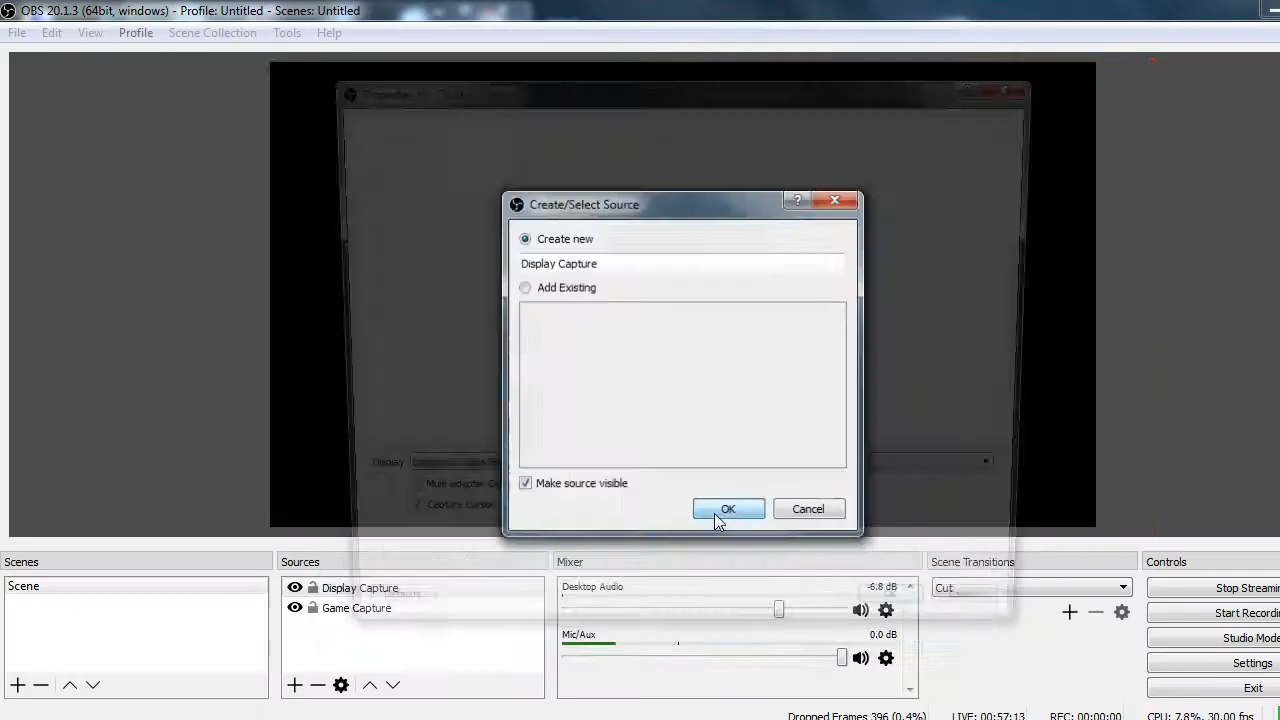 OBS 20.1.3 (64bit, windows) - Profile: Untitled - Scenes: Untitled
File Edit View Profile Scene Collection Tools Help
Create/Select Source
?
Create new
Display Capture
Add Existing
Display
Capture cursor
Make source visible
OK Cancel
Scenes Sources Mixer Scene Transitions Controls
Scene
Display Capture
Game Capture
Desktop Audio -6.8 dB
Mic/Aux 0.0 dB
Cut
Stop Streamin
Start Recordin
Studio Mode
Settings
Exit
Dropped Frames 396 (0.4%) LIVE: 00:57:13 REC: 00:00:00 CPU: 7.8%, 30.00 fps